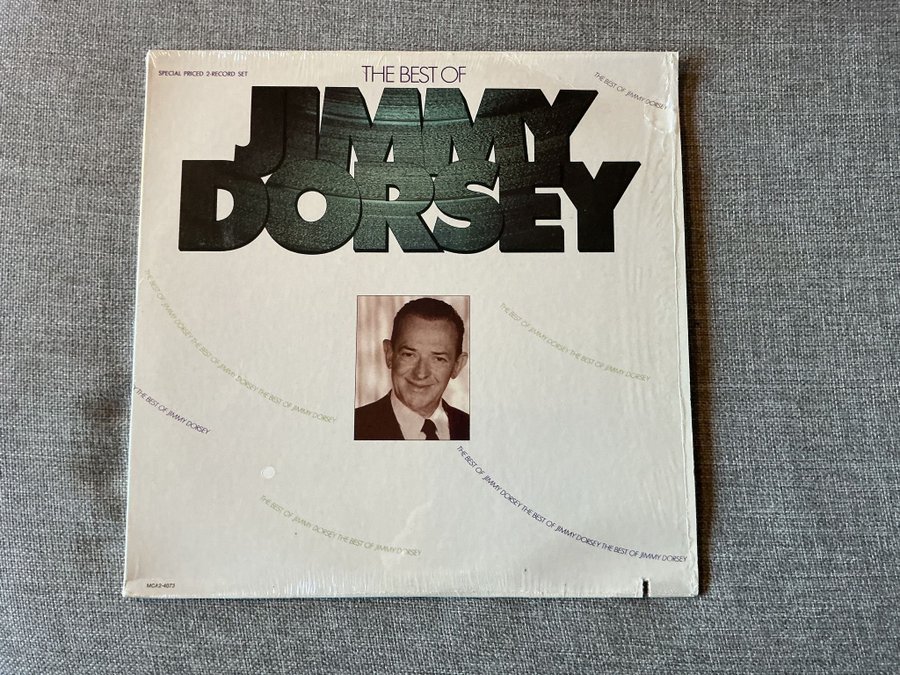 SPECIAL PRICED 2-RECORD SET
THE BEST OF
JIMMY
DORSEY
THE BEST OF JIMMY DORSEY
THE BEST OF JIMMY DORSEY THE BEST OF JIMMY DORSEY THE BEST OF JIMMY DORSEY
THE BEST OF JIMMY DORSEY THE BEST OF JIMMY DORSEY
Y THE BEST OF JIMMY DORSEY
THE BEST OF JIMMY DORSEY THE BEST OF JIMMY DORSEY THE BEST OF JIMMY DORSEY
THE BEST OF JIMMY DORSEY THE BEST OF JIMMY DORSEY
MCA2-4073